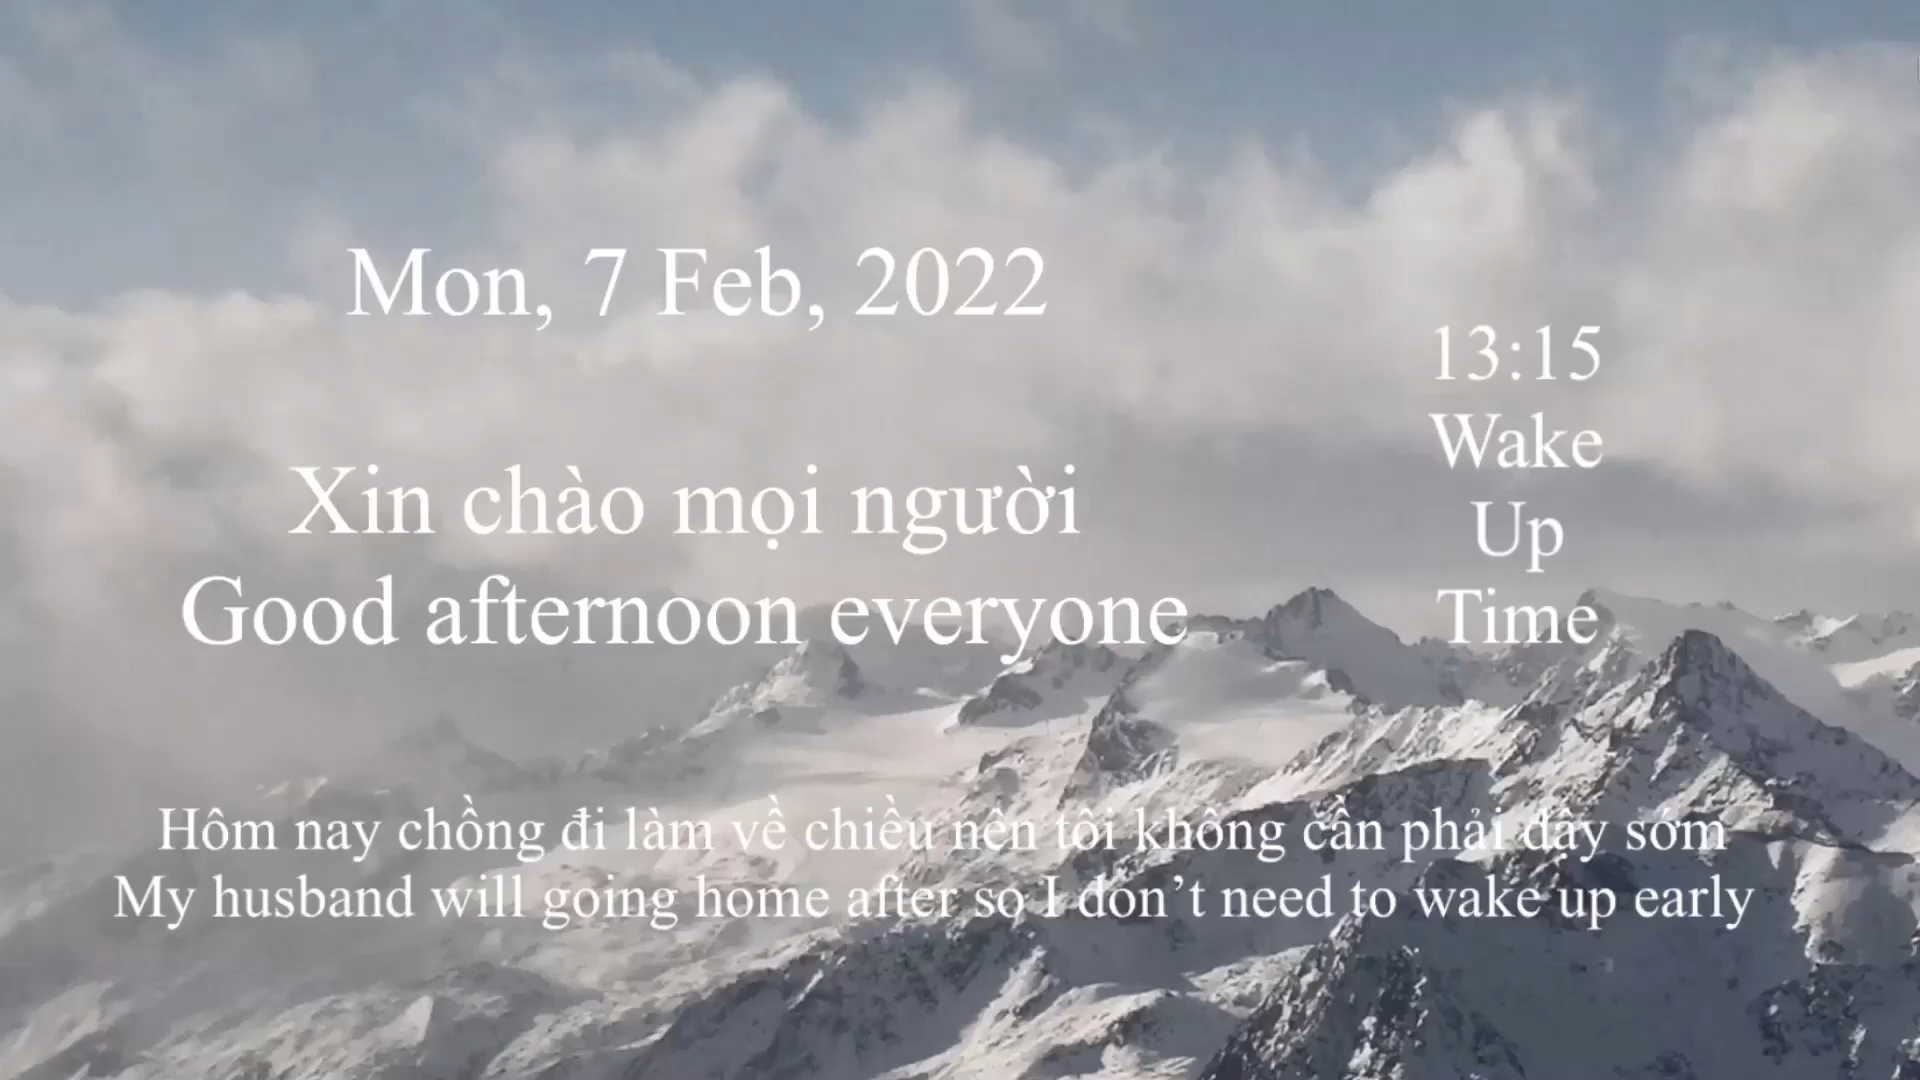 Mon, 7 Feb, 2022
13:15
Wake
Up
Time
Xin chào mọi người
Good afternoon everyone
Hôm nay chồng đi làm về chiều nên tôi không cần phải dậy sớm
My husband will going home after so I don’t need to wake up early